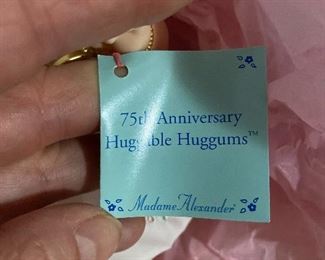 75th Anniversary
Huggable Huggums™
Madame Alexander®